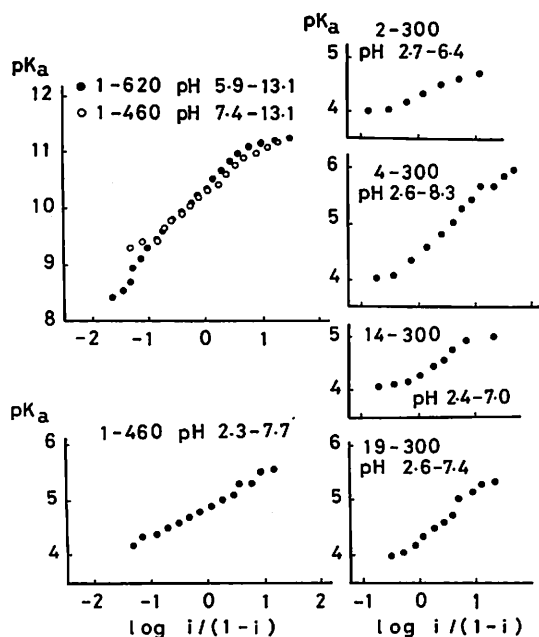 pKa
12
11
10
9
8
● 1-620 pH 5·9-13·1
○ 1-460 pH 7·4-13·1
-2 -1 0 1
2-300
pH 2·7-6·4
5
4
4-300
pH 2·6-8·3
6
5
4
14-300
pH 2·4-7·0
5
4
pKa
6
5
4
1-460 pH 2·3-7·7
-2 -1 0 1 2
log i/(1-i)
19-300
pH 2·6-7·4
6
5
4
-1 0 1 2
log i/(1-i)